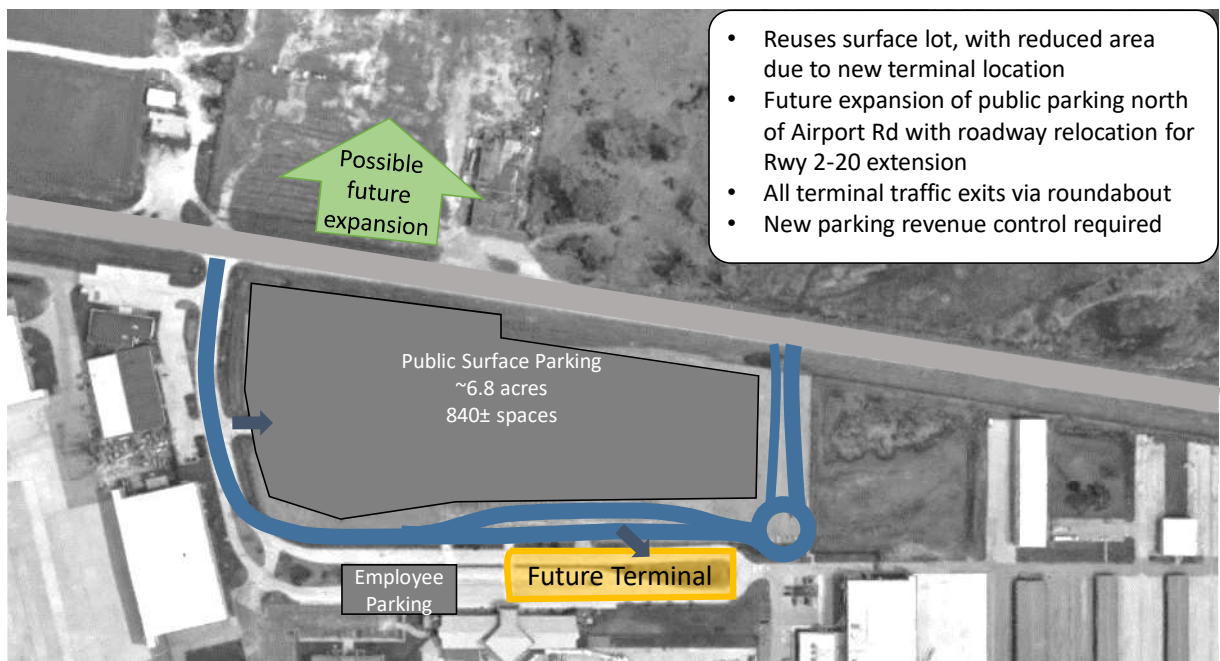 • Reuses surface lot, with reduced area
due to new terminal location
• Future expansion of public parking north
of Airport Rd with roadway relocation for
Rwy 2-20 extension
• All terminal traffic exits via roundabout
• New parking revenue control required
Possible
future
expansion
Public Surface Parking
~6.8 acres
840± spaces
Future Terminal
Employee
Parking